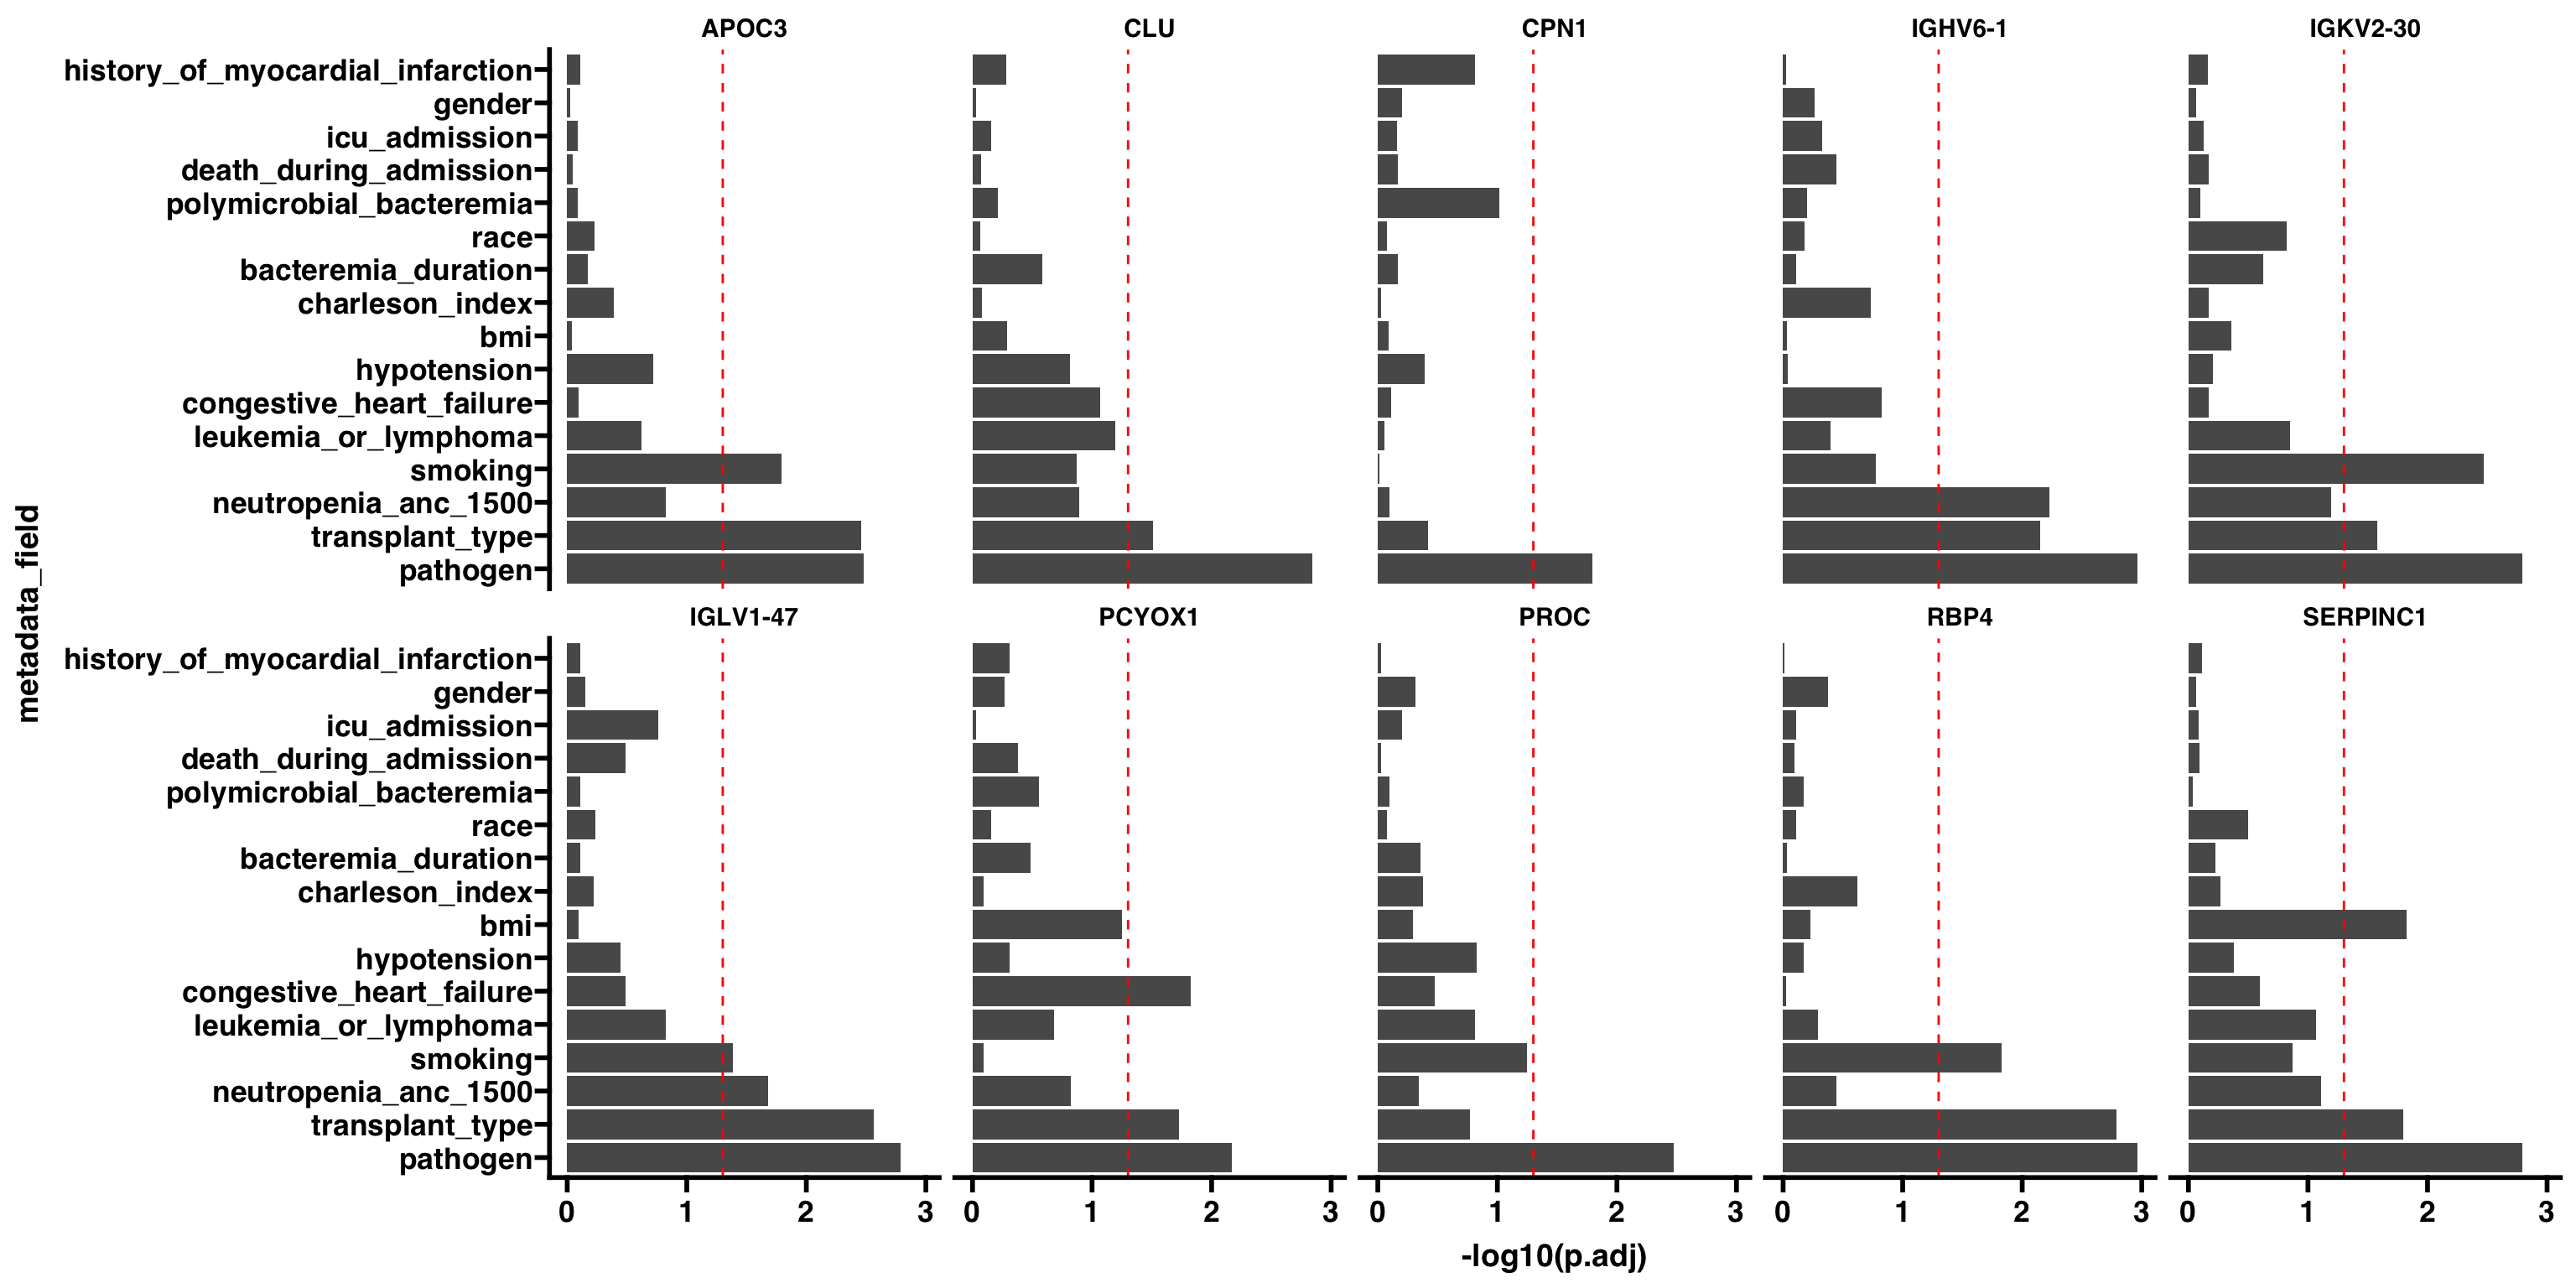 APOC3 CLU CPN1 IGHV6-1 IGKV2-30
history_of_myocardial_infarction
gender
icu_admission
death_during_admission
polymicrobial_bacteremia
race
bacteremia_duration
charleson_index
bmi
hypotension
congestive_heart_failure
leukemia_or_lymphoma
smoking
neutropenia_anc_1500
transplant_type
pathogen
metadata_field
IGLV1-47 PCYOX1 PROC RBP4 SERPINC1
history_of_myocardial_infarction
gender
icu_admission
death_during_admission
polymicrobial_bacteremia
race
bacteremia_duration
charleson_index
bmi
hypotension
congestive_heart_failure
leukemia_or_lymphoma
smoking
neutropenia_anc_1500
transplant_type
pathogen
0 1 2 3 0 1 2 3 0 1 2 3 0 1 2 3 0 1 2 3
-log10(p.adj)